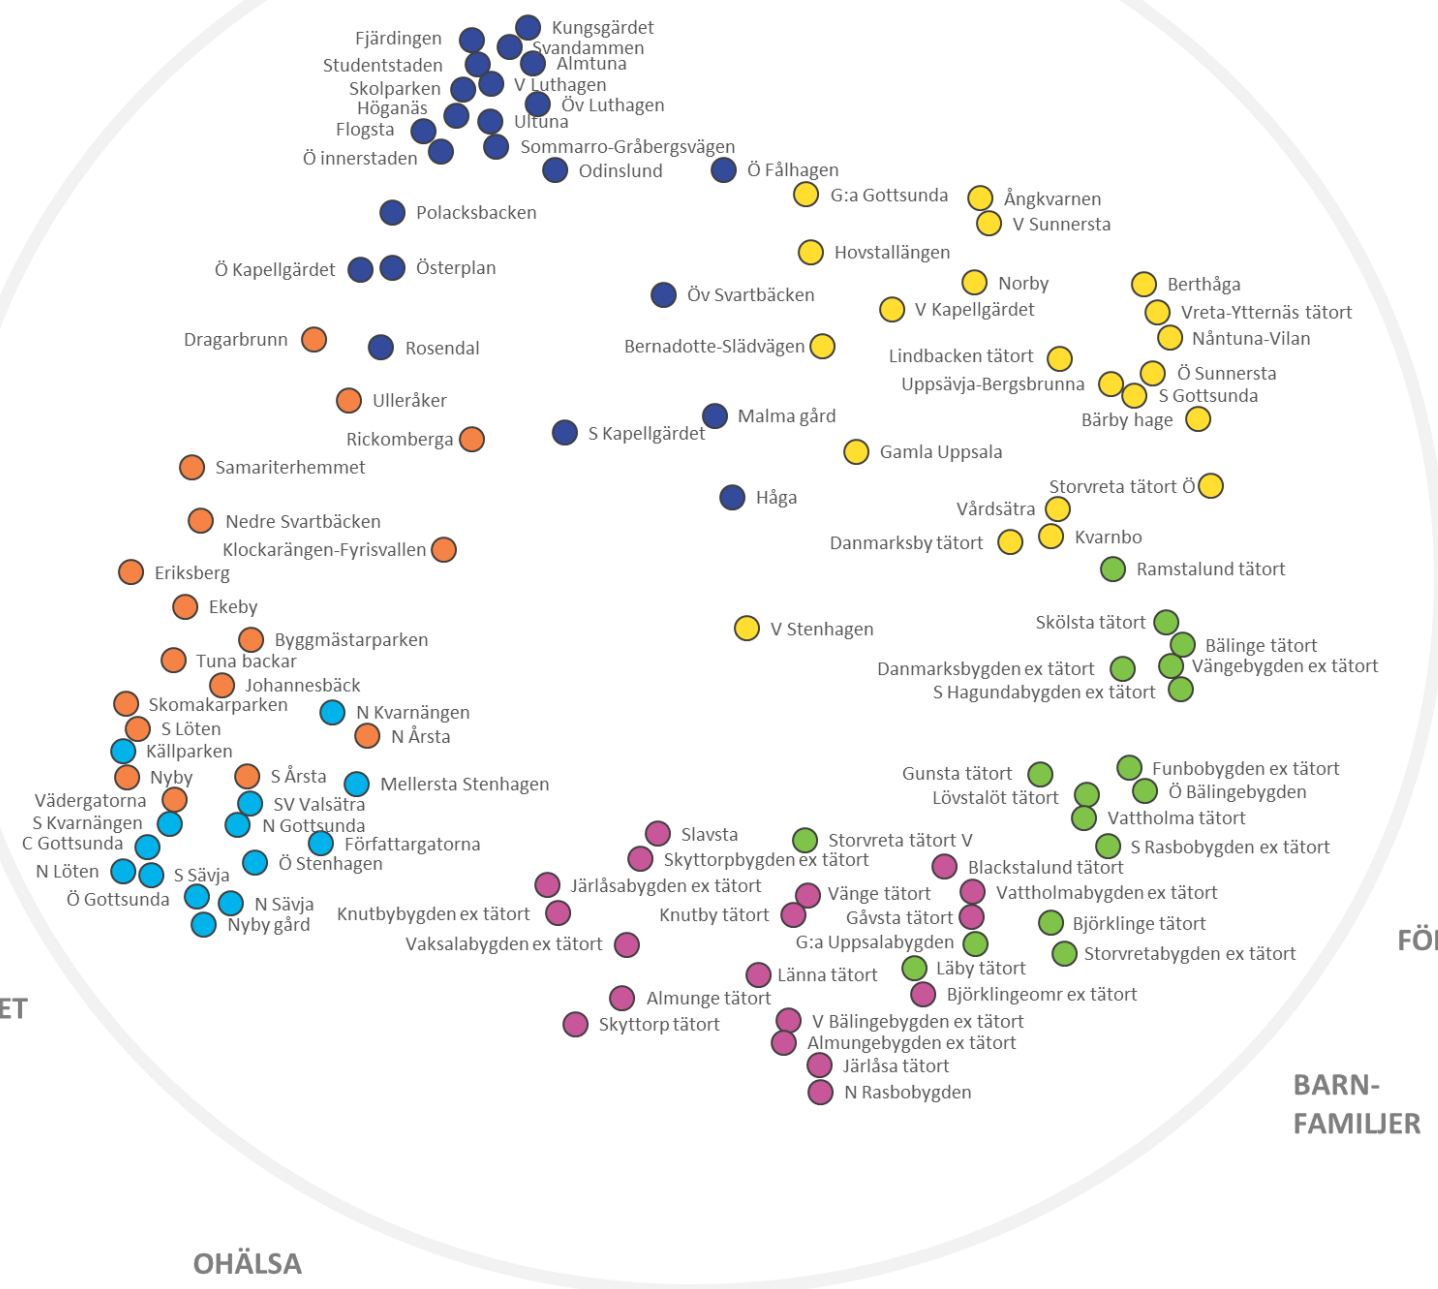 Kungsgärdet
Fjärdingen
Svandammen
Studentstaden
Almtuna
Skolparken
V Luthagen
Höganäs
Öv Luthagen
Flogsta
Ultuna
Ö innerstaden
Sommarro-Gråbergsvägen
Odinslund
Ö Fålhagen
G:a Gottsunda
Ångkvarnen
Polacksbacken
V Sunnersta
Hovstallängen
Ö Kapellgärdet
Österplan
Norby
Berthåga
Öv Svartbäcken
V Kapellgärdet
Vreta-Ytternäs tätort
Dragarbrunn
Rosendal
Bernadotte-Slädvägen
Nåntuna-Vilan
Lindbacken tätort
Ö Sunnersta
Uppsävja-Bergsbrunna
S Gottsunda
Ulleråker
Malma gård
Bärby hage
Rickomberga
S Kapellgärdet
Gamla Uppsala
Samariterhemmet
Storvreta tätort Ö
Håga
Vårdsätra
Nedre Svartbäcken
Danmarksby tätort
Kvarnbo
Klockarängen-Fyrisvallen
Ramstalund tätort
Eriksberg
Ekeby
Skölsta tätort
Byggmästarparken
V Stenhagen
Bälinge tätort
Tuna backar
Danmarksbygden ex tätort
Vängebygden ex tätort
Johannesbäck
S Hagundabygden ex tätort
Skomakarparken
N Kvarnängen
S Löten
N Årsta
Källparken
Nyby
S Årsta
Mellersta Stenhagen
Gunsta tätort
Funbobygden ex tätort
Vädergatorna
SV Valsätra
Lövstalöt tätort
Ö Bälingebygden
S Kvarnängen
N Gottsunda
Vattholma tätort
C Gottsunda
Författargatorna
Slavsta
Storvreta tätort V
S Rasbobygden ex tätort
Ö Stenhagen
Skyttorpbygden ex tätort
Blackstalund tätort
N Löten
S Sävja
Järlåsabygden ex tätort
Vänge tätort
Vattholmabygden ex tätort
Ö Gottsunda
N Sävja
Knutbybygden ex tätort
Knutby tätort
Gåvsta tätort
Björklinge tätort
Nyby gård
Vaksalabygden ex tätort
G:a Uppsalabygden
Storvretabygden ex tätort
FÖ
Länna tätort
Läby tätort
ET
Almunge tätort
Björklingeomr ex tätort
Skyttorp tätort
V Bälingebygden ex tätort
Almungebygden ex tätort
Järlåsa tätort
N Rasbobygden
BARN-
FAMILJER
OHÄLSA